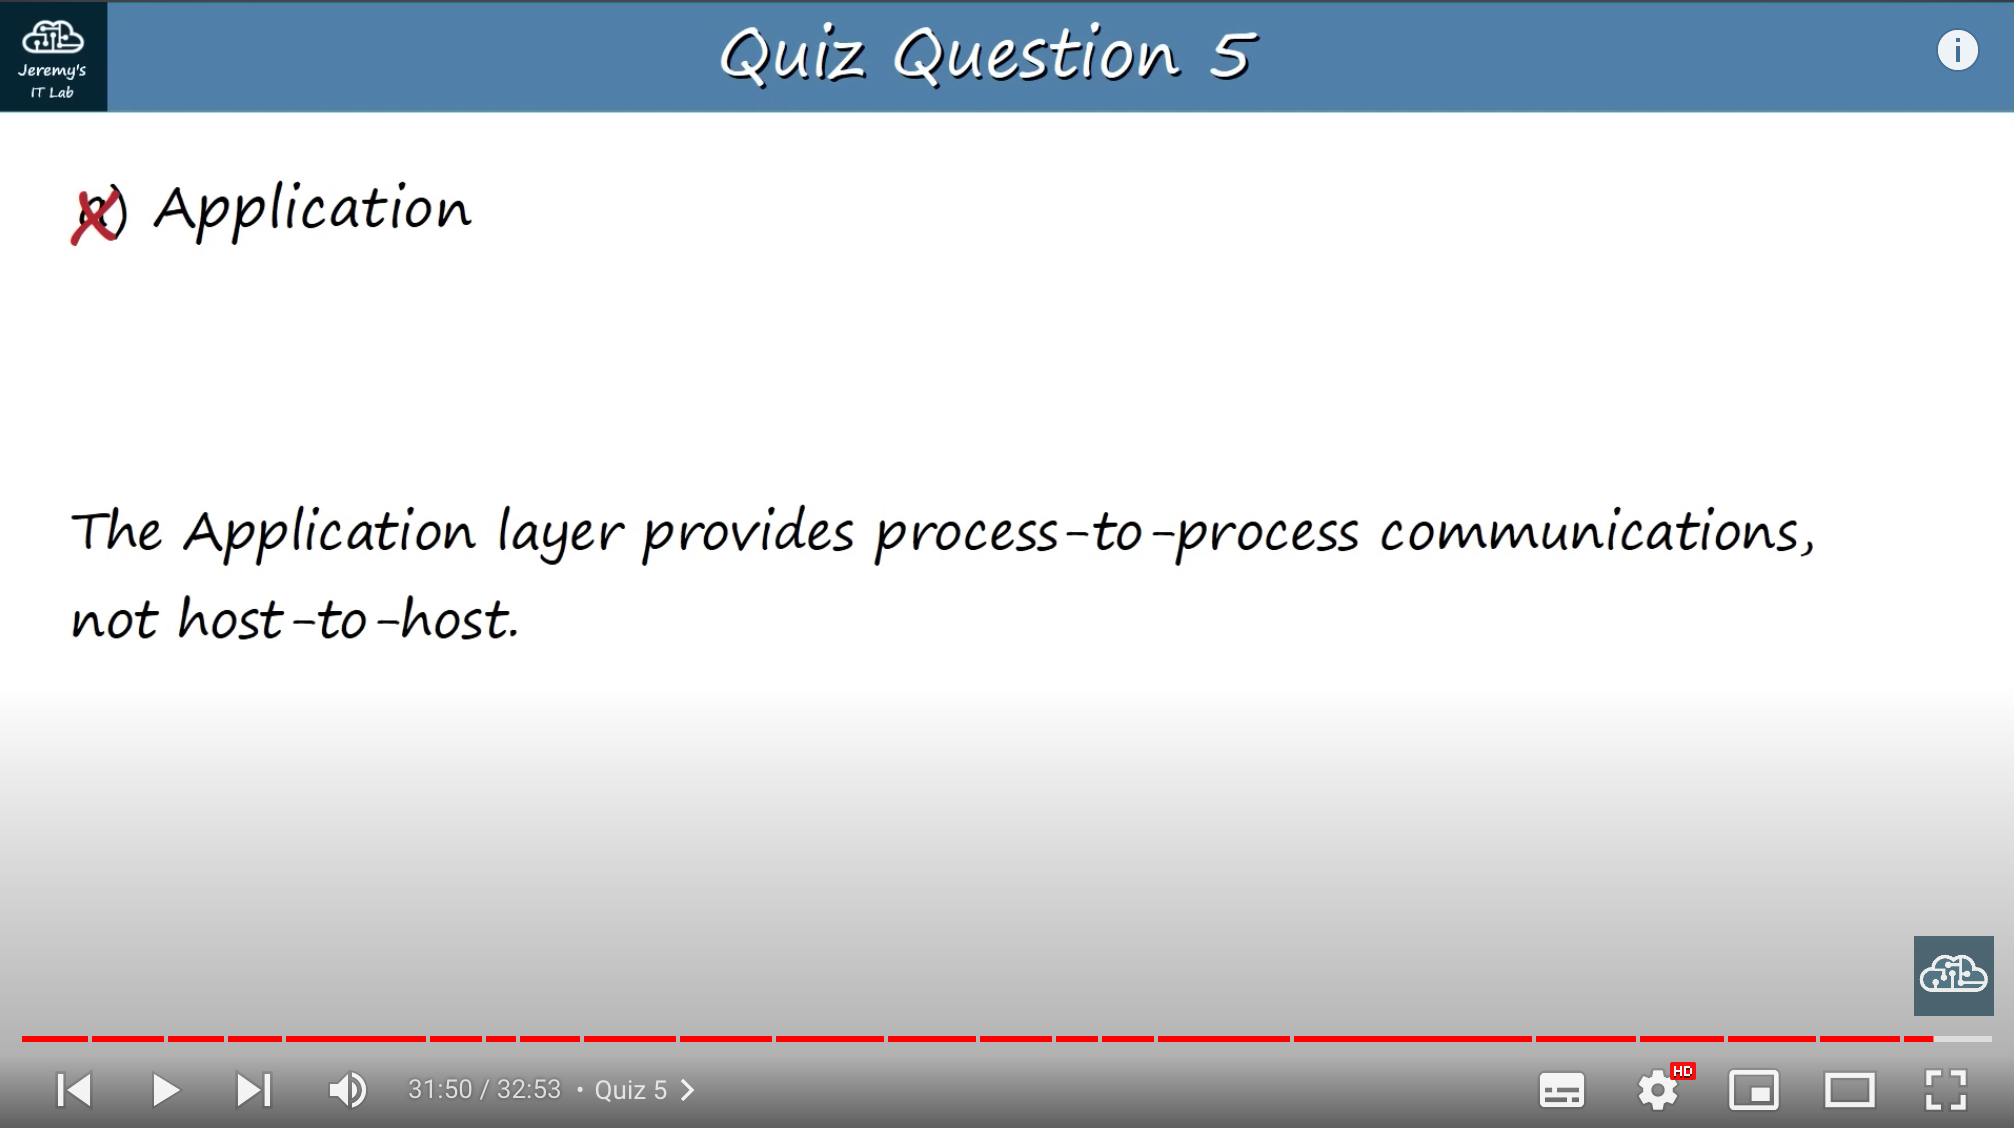 Jeremy's
IT Lab
Quiz Question 5
a) Application
The Application layer provides process-to-process communications,
not host-to-host.
31:50 / 32:53 • Quiz 5
HD